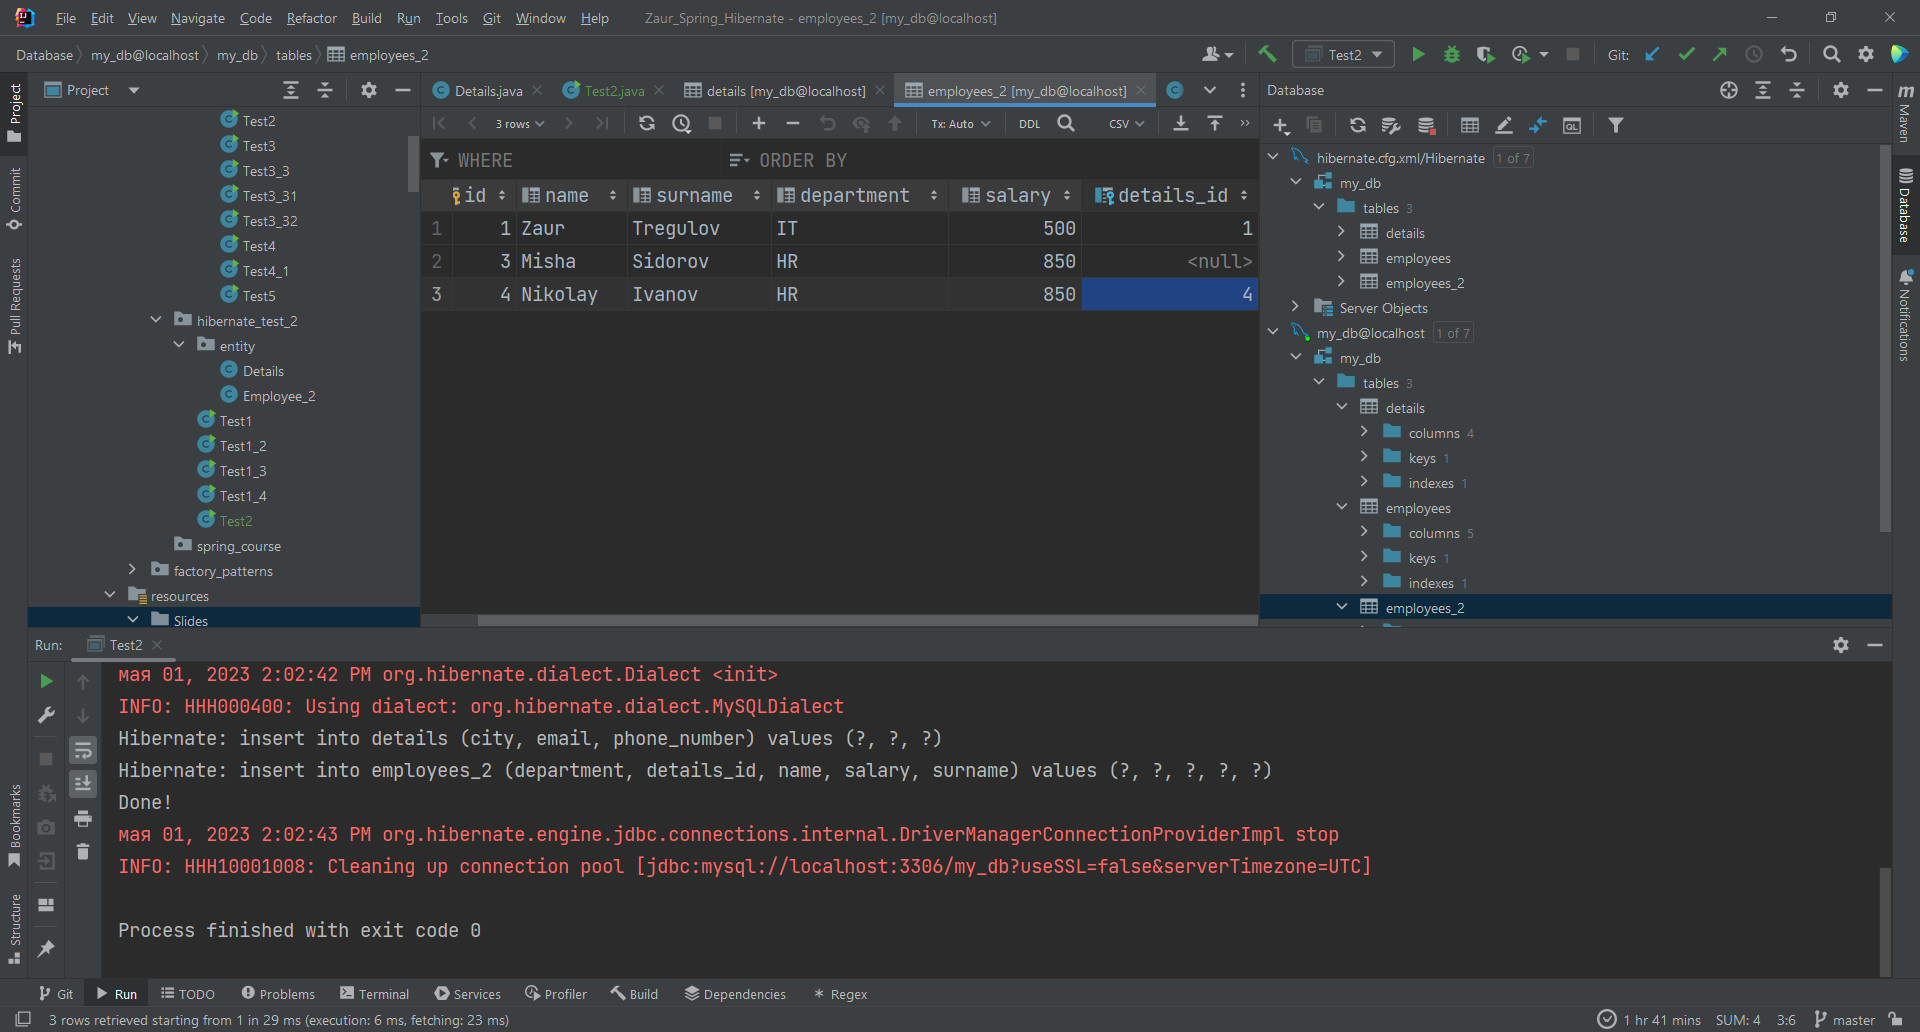 File Edit View Navigate Code Refactor Build Run Tools Git Window Help Zaur_Spring_Hibernate - employees_2 [my_db@localhost]
Database my_db@localhost my_db tables employees_2
Test2 Git:
Project
Details.java Test2.java details [my_db@localhost] employees_2 [my_db@localhost]
Database
3 rows Tx: Auto DDL CSV
WHERE ORDER BY
id name surname department salary details_id
1 1 Zaur Tregulov IT 500 1
2 3 Misha Sidorov HR 850 <null>
3 4 Nikolay Ivanov HR 850 4
Test2
Test3
Test3_3
Test3_31
Test3_32
Test4
Test4_1
Test5
hibernate_test_2
entity
Details
Employee_2
Test1
Test1_2
Test1_3
Test1_4
Test2
spring_course
factory_patterns
resources
Slides
hibernate.cfg.xml/Hibernate 1 of 7
my_db
tables 3
details
employees
employees_2
Server Objects
my_db@localhost 1 of 7
my_db
tables 3
details
columns 4
keys 1
indexes 1
employees
columns 5
keys 1
indexes 1
employees_2
Project
Commit
Pull Requests
Bookmarks
Structure
m
Maven
Database
Notifications
Run: Test2
мая 01, 2023 2:02:42 PM org.hibernate.dialect.Dialect <init>
INFO: HHH000400: Using dialect: org.hibernate.dialect.MySQLDialect
Hibernate: insert into details (city, email, phone_number) values (?, ?, ?)
Hibernate: insert into employees_2 (department, details_id, name, salary, surname) values (?, ?, ?, ?, ?)
Done!
мая 01, 2023 2:02:43 PM org.hibernate.engine.jdbc.connections.internal.DriverManagerConnectionProviderImpl stop
INFO: HHH10001008: Cleaning up connection pool [jdbc:mysql://localhost:3306/my_db?useSSL=false&serverTimezone=UTC]
Process finished with exit code 0
Git Run TODO Problems Terminal Services Profiler Build Dependencies Regex
3 rows retrieved starting from 1 in 29 ms (execution: 6 ms, fetching: 23 ms) 1 hr 41 mins SUM: 4 3:6 master